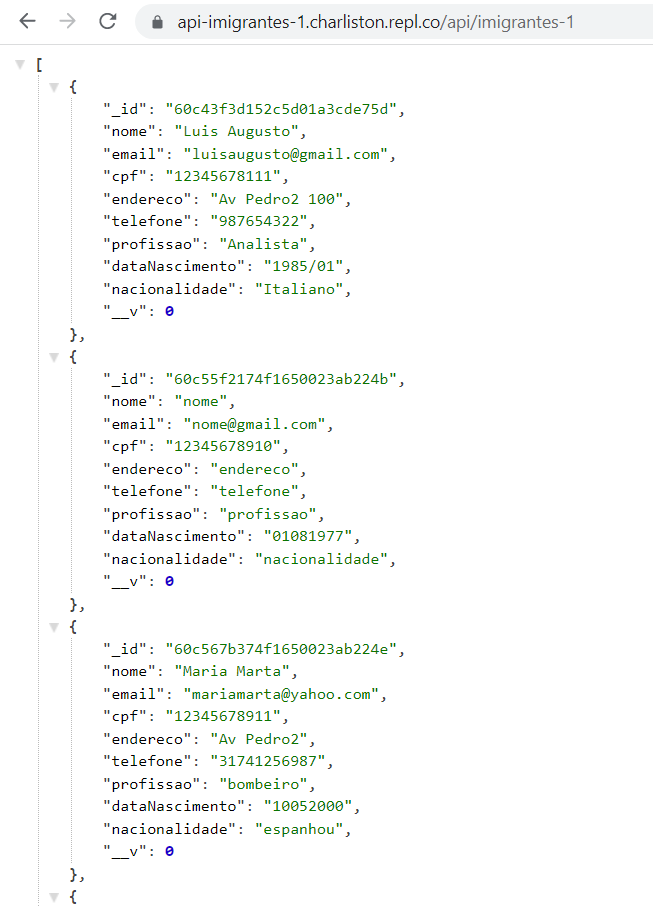 api-imigrantes-1.charliston.repl.co/api/imigrantes-1
[
{
"_id": "60c43f3d152c5d01a3cde75d",
"nome": "Luis Augusto",
"email": "luisaugusto@gmail.com",
"cpf": "12345678111",
"endereco": "Av Pedro2 100",
"telefone": "987654322",
"profissao": "Analista",
"dataNascimento": "1985/01",
"nacionalidade": "Italiano",
"__v": 0
},
{
"_id": "60c55f2174f1650023ab224b",
"nome": "nome",
"email": "nome@gmail.com",
"cpf": "12345678910",
"endereco": "endereco",
"telefone": "telefone",
"profissao": "profissao",
"dataNascimento": "01081977",
"nacionalidade": "nacionalidade",
"__v": 0
},
{
"_id": "60c567b374f1650023ab224e",
"nome": "Maria Marta",
"email": "mariamarta@yahoo.com",
"cpf": "12345678911",
"endereco": "Av Pedro2",
"telefone": "31741256987",
"profissao": "bombeiro",
"dataNascimento": "10052000",
"nacionalidade": "espanhou",
"__v": 0
},
{